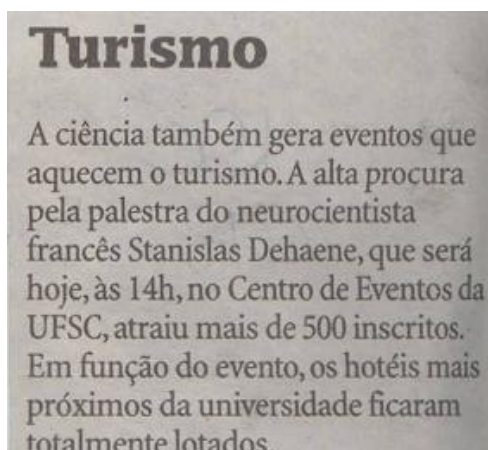 Turismo
A ciência também gera eventos que
aquecem o turismo. A alta procura
pela palestra do neurocientista
francês Stanislas Dehaene, que será
hoje, às 14h, no Centro de Eventos da
UFSC, atraiu mais de 500 inscritos.
Em função do evento, os hotéis mais
próximos da universidade ficaram
totalmente lotados.